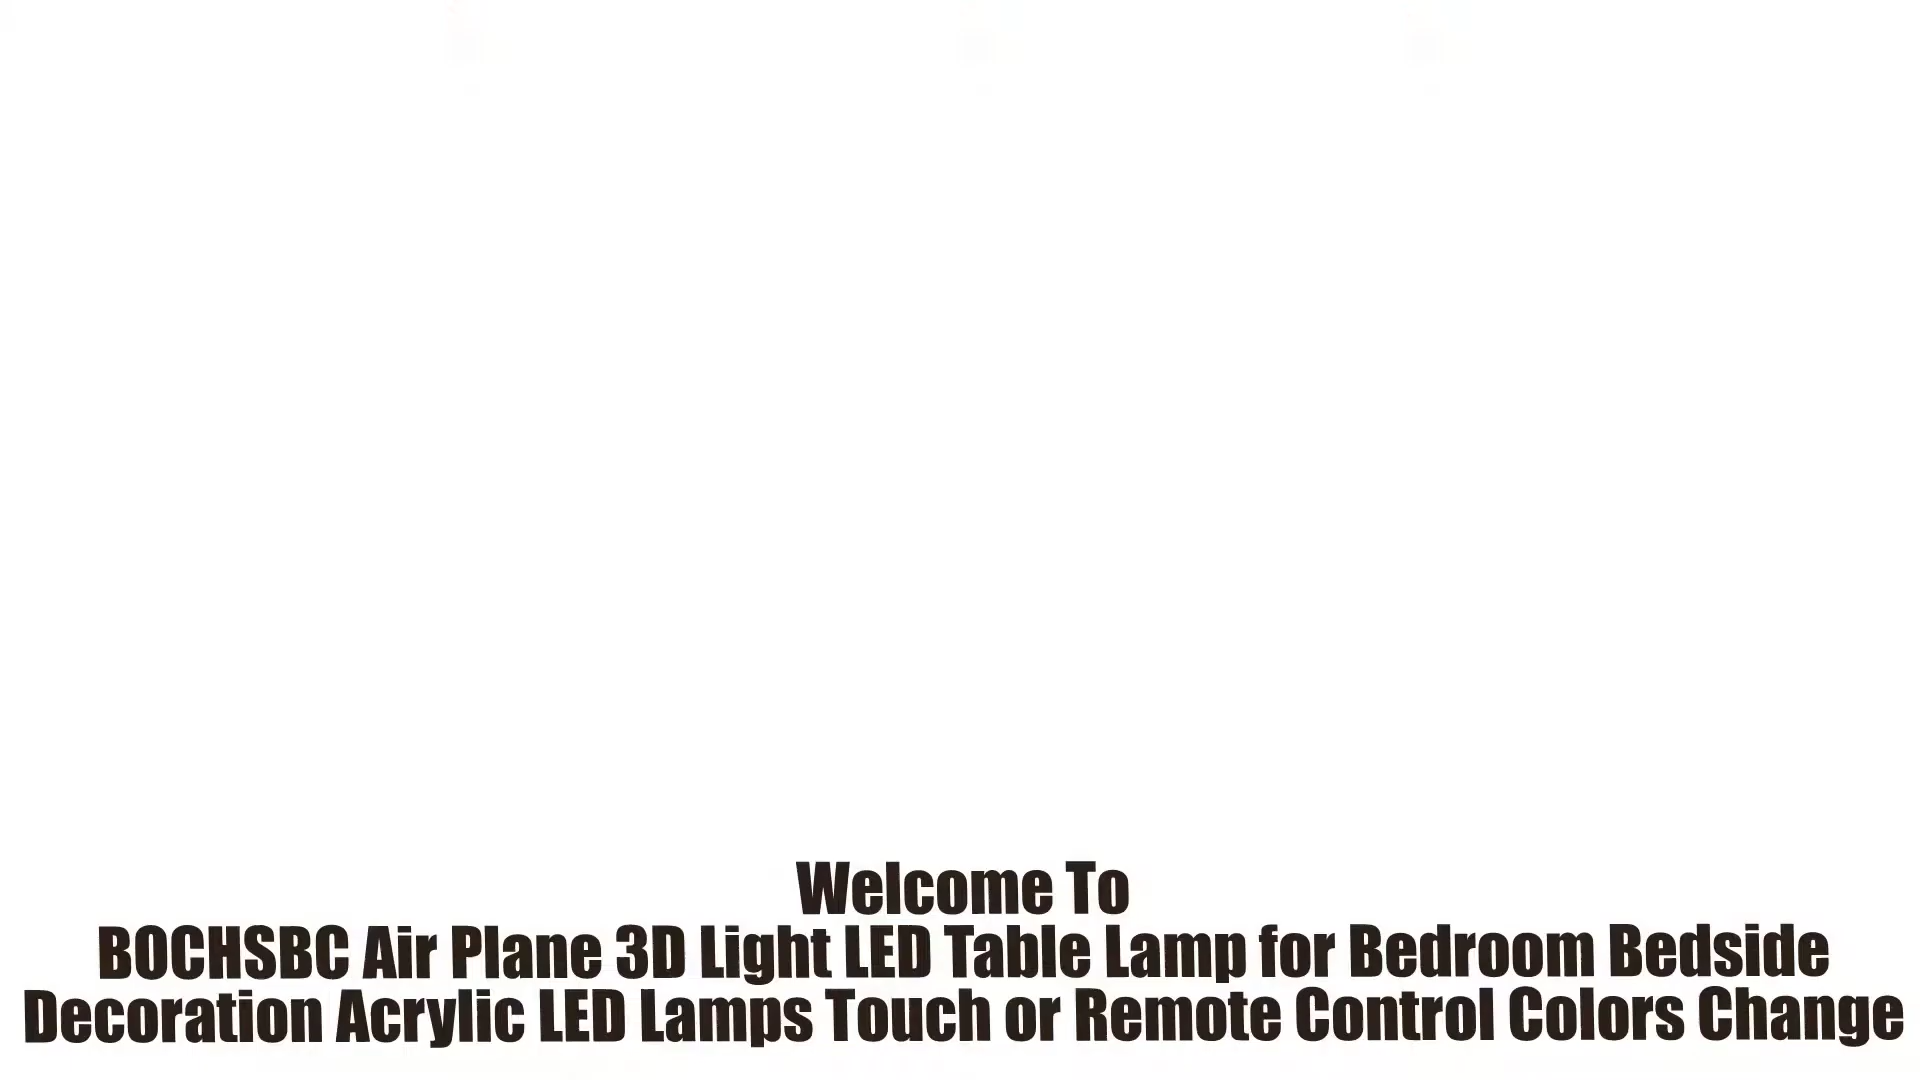 Welcome To
BOCHSBC Air Plane 3D Light LED Table Lamp for Bedroom Bedside
Decoration Acrylic LED Lamps Touch or Remote Control Colors Change